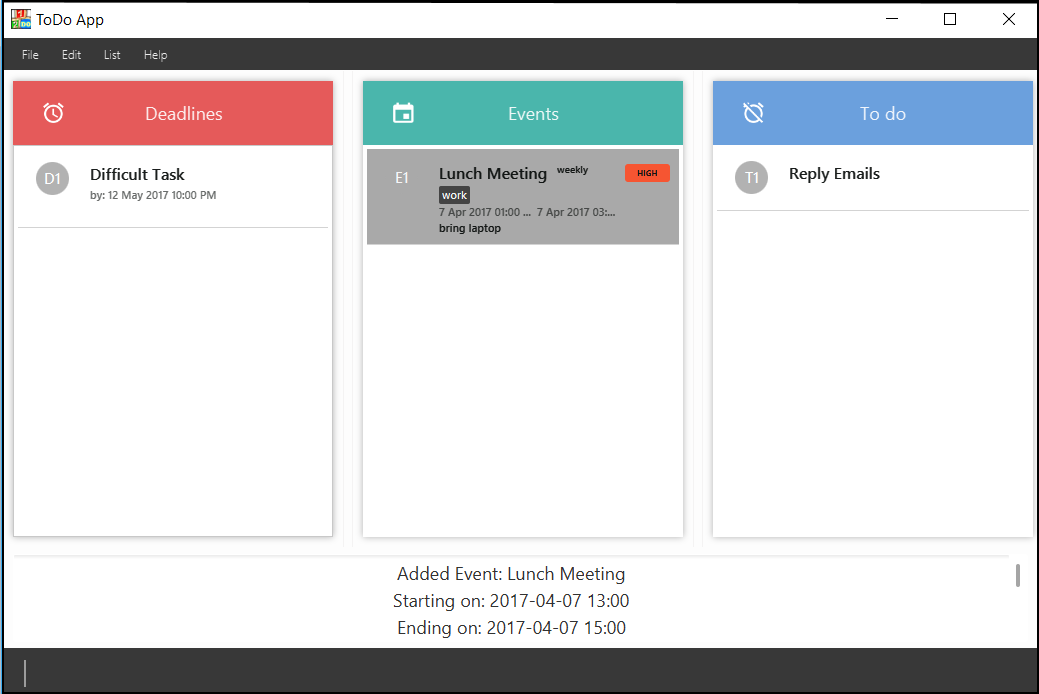 ToDo App
File Edit List Help
Deadlines
D1
Difficult Task
by: 12 May 2017 10:00 PM
Events
E1
Lunch Meeting weekly HIGH
work
7 Apr 2017 01:00 ... 7 Apr 2017 03:...
bring laptop
To do
T1
Reply Emails
Added Event: Lunch Meeting
Starting on: 2017-04-07 13:00
Ending on: 2017-04-07 15:00